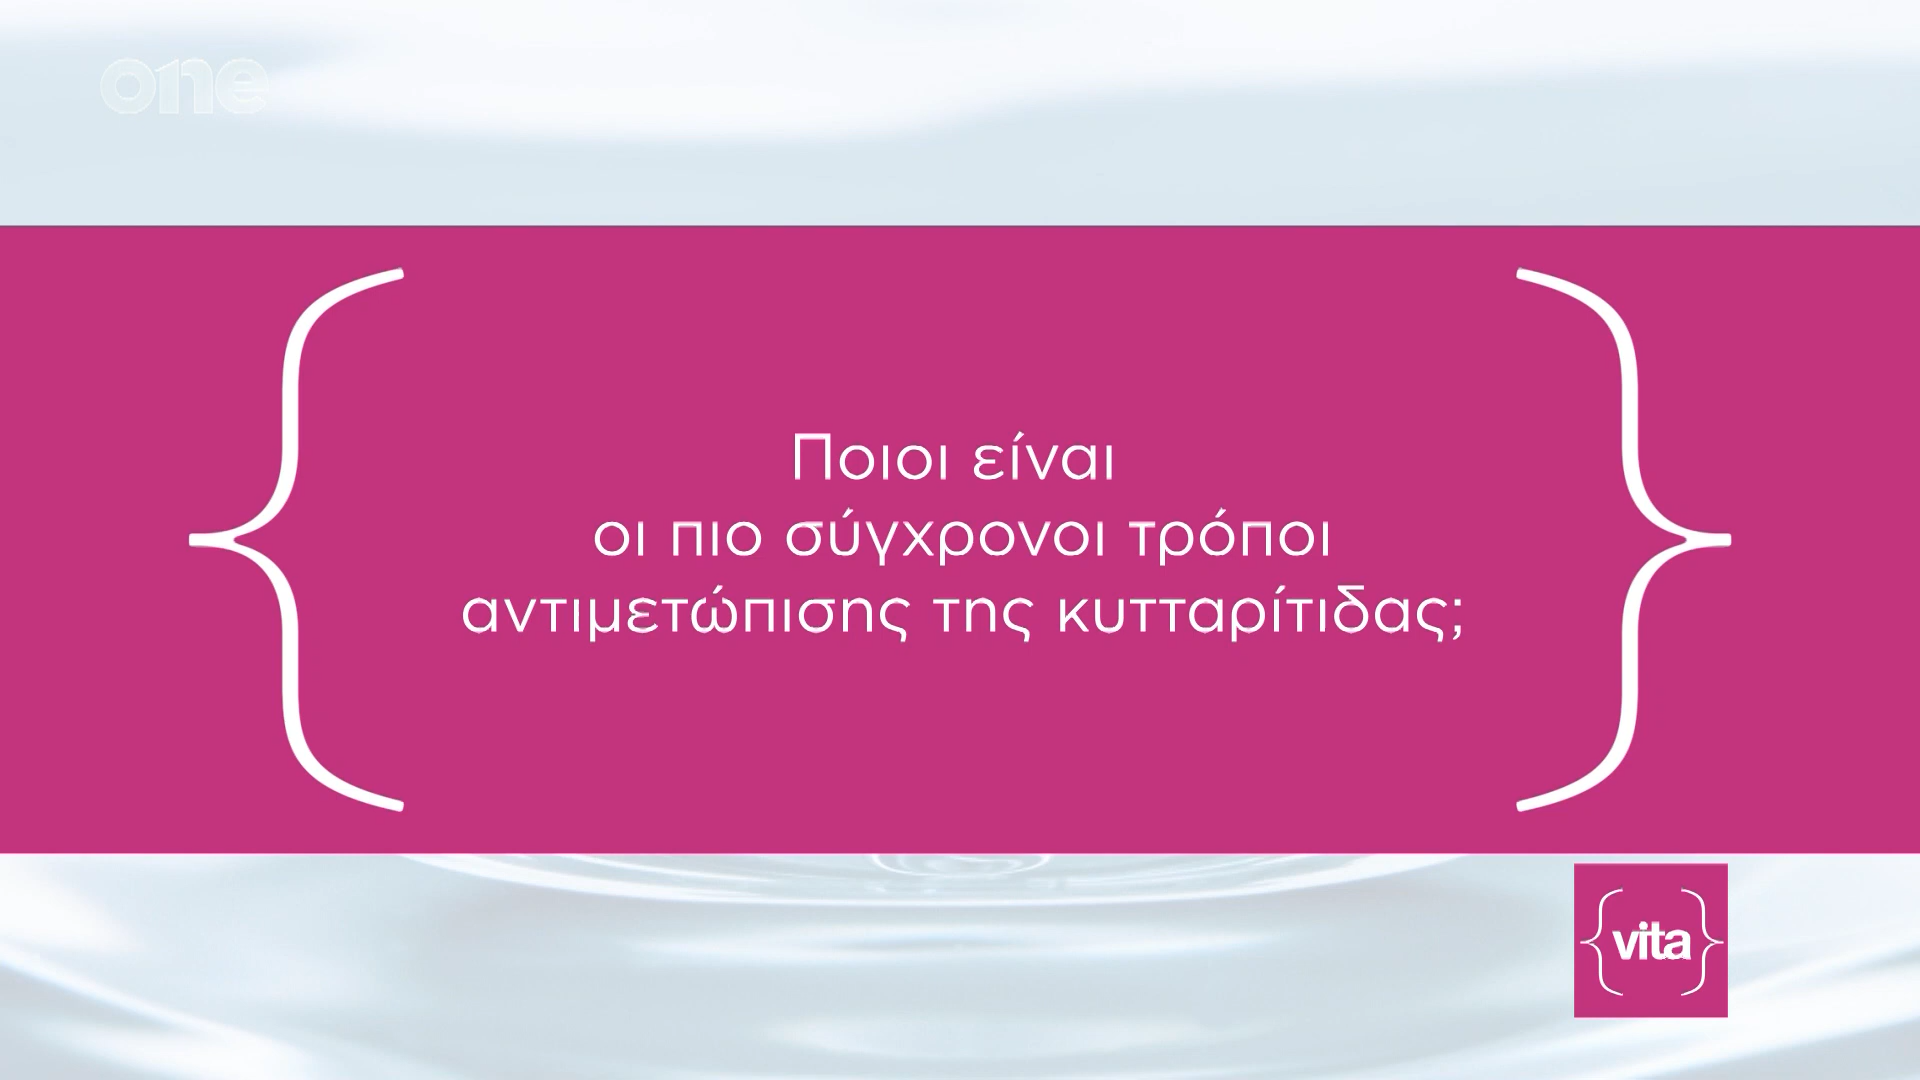 one
Ποιοι είναι
οι πιο σύγχρονοι τρόποι
αντιμετώπισης της κυτταρίτιδας;
vita